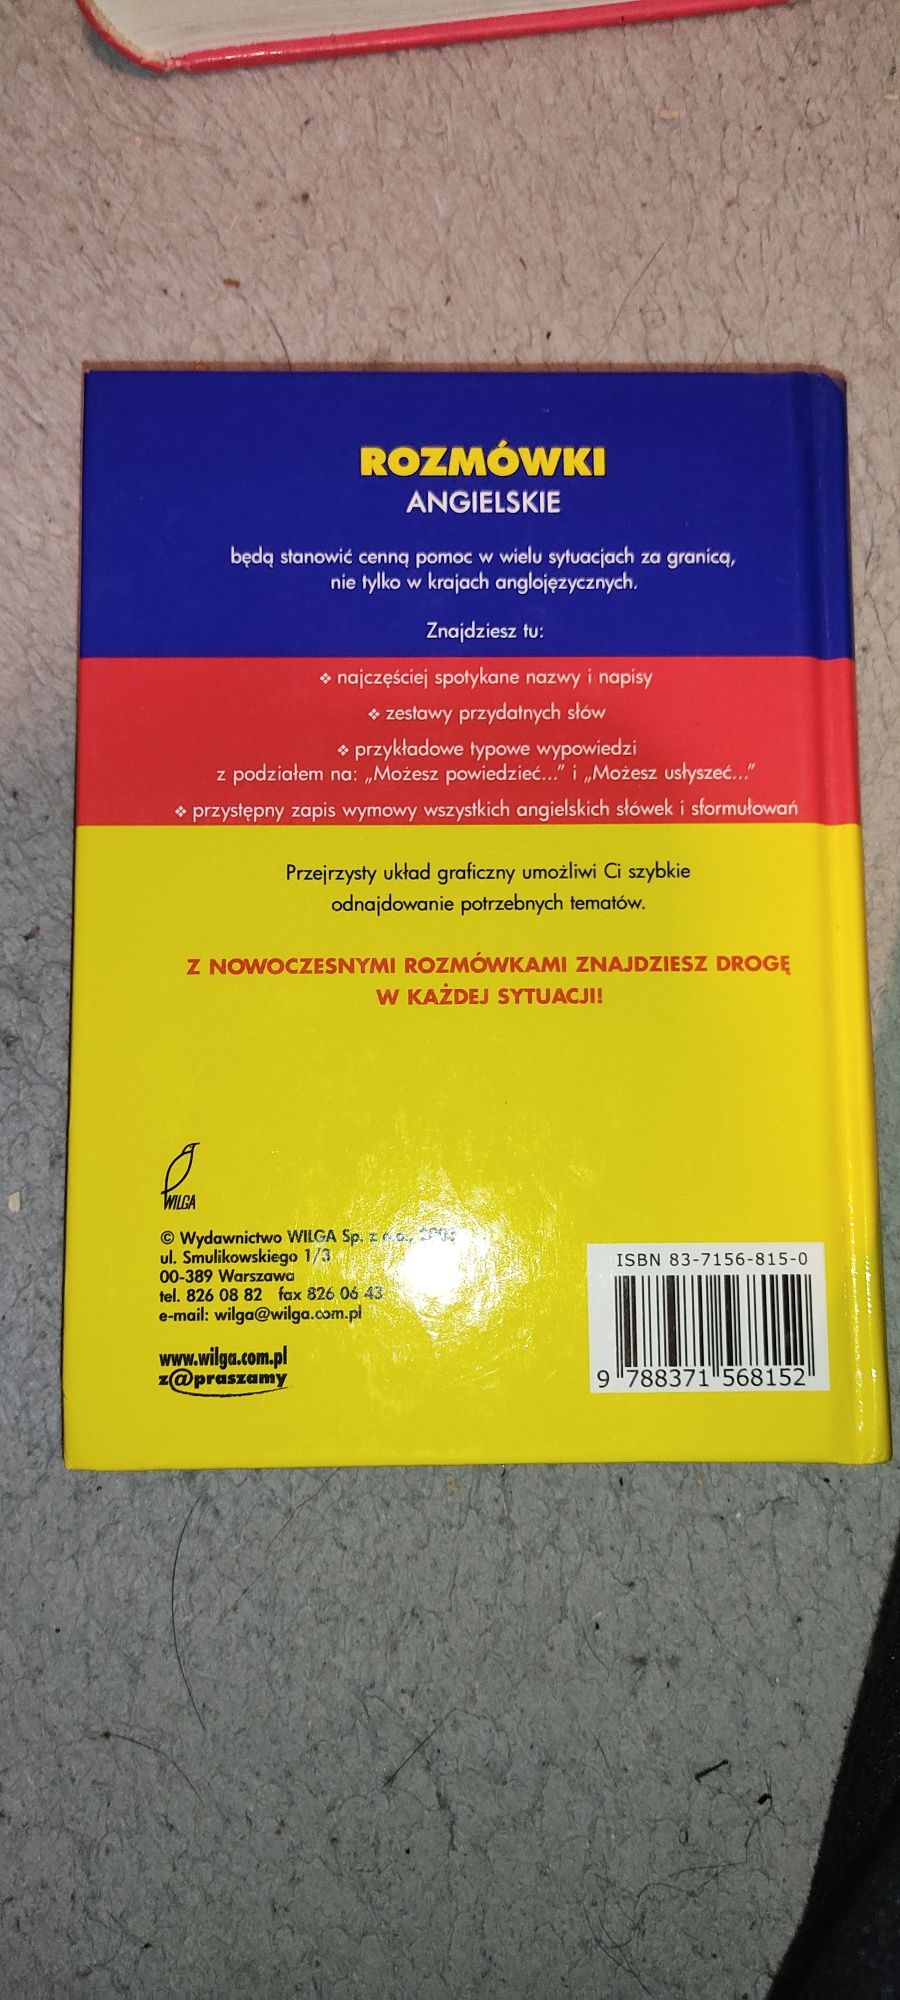 ROZMÓWKI
ANGIELSKIE
będą stanowić cenną pomoc w wielu sytuacjach za granicą,
nie tylko w krajach anglojęzycznych.
Znajdziesz tu:
❖ najczęściej spotykane nazwy i napisy
❖ zestawy przydatnych słów
❖ przykładowe typowe wypowiedzi
z podziałem na: „Możesz powiedzieć...” i „Możesz usłyszeć...”
❖ przystępny zapis wymowy wszystkich angielskich słówek i sformułowań
Przejrzysty układ graficzny umożliwi Ci szybkie
odnajdowanie potrzebnych tematów.
Z NOWOCZESNYMI ROZMÓWKAMI ZNAJDZIESZ DROGĘ
W KAŻDEJ SYTUACJI!
WILGA
© Wydawnictwo WILGA Sp. z o.o.,
ul. Smulikowskiego 1/3
00-389 Warszawa
tel. 826 08 82 fax 826 06 43
e-mail: wilga@wilga.com.pl
www.wilga.com.pl
z@praszamy
ISBN 83-7156-815-0
9 788371 568152